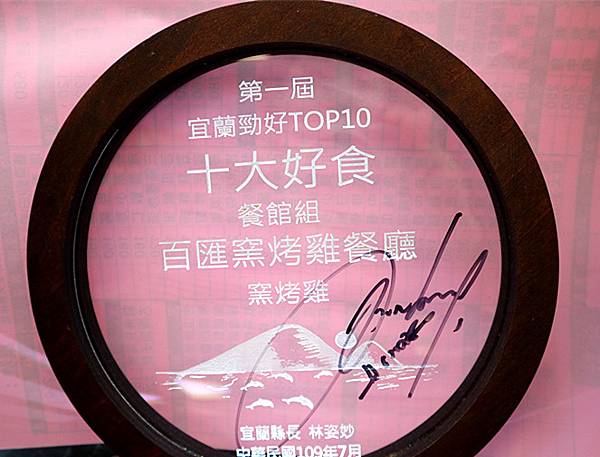 第一屆
宜蘭勁好TOP10
十大好食
餐館組
百匯窯烤雞餐廳
窯烤雞
宜蘭縣長 林姿妙
中華民國109年7月